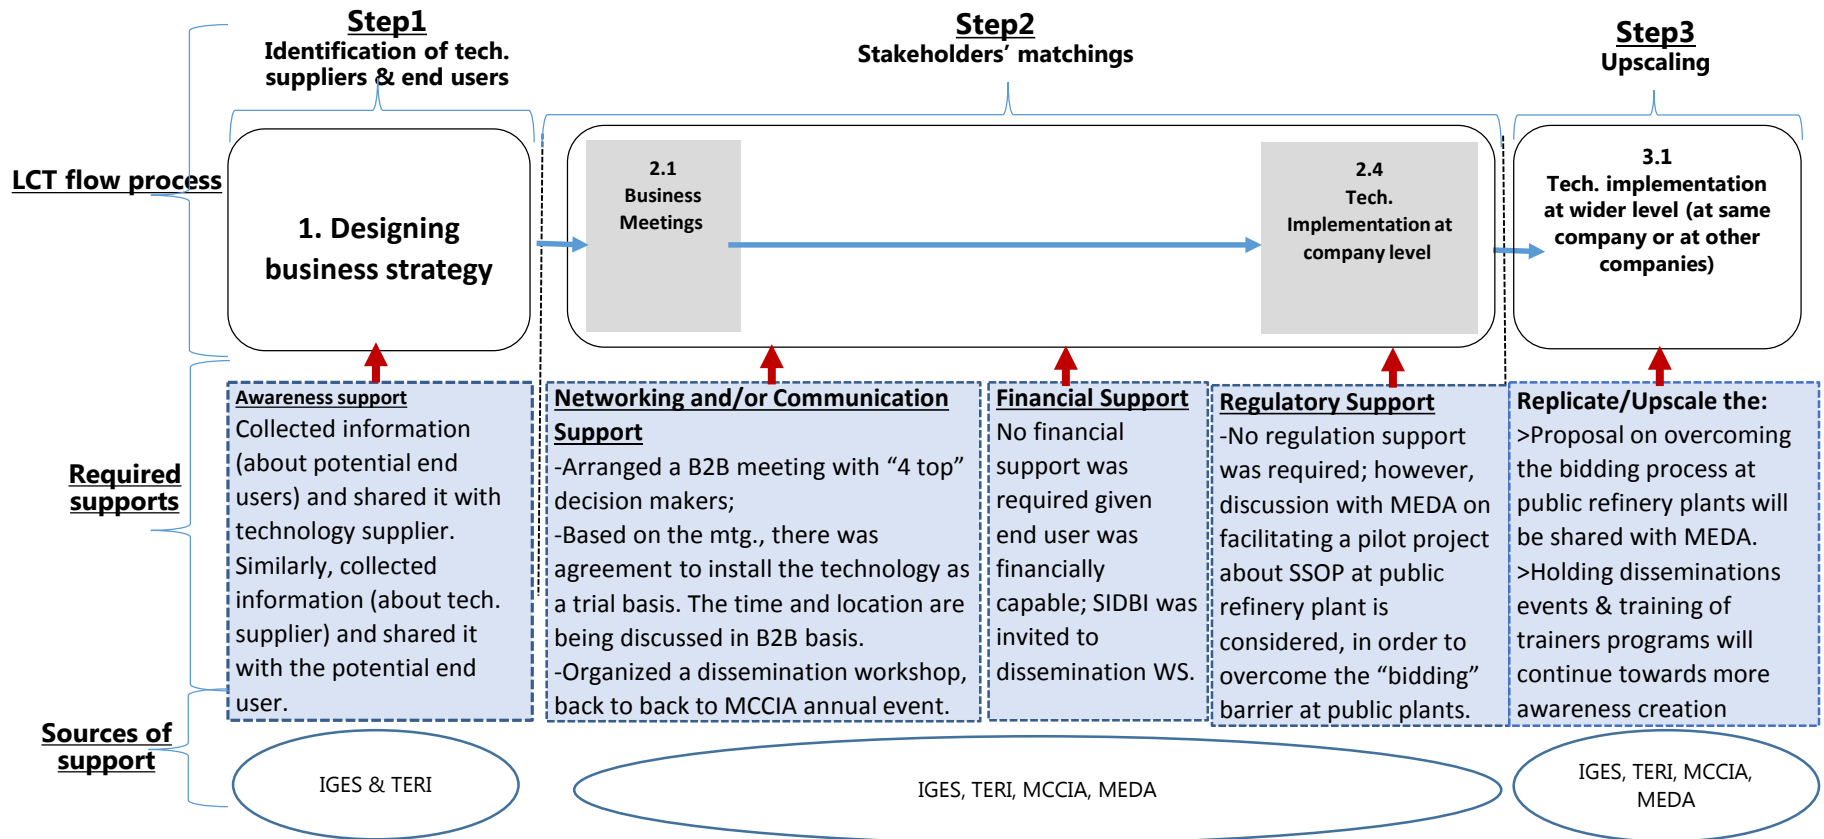 Step1
Identification of tech.
suppliers & end users
Step2
Stakeholders' matchings
Step3
Upscaling
LCT flow process
1. Designing
business strategy
2.1
Business
Meetings
2.4
Tech.
Implementation at
company level
3.1
Tech. implementation
at wider level (at same
company or at other
companies)
Required
supports
Awareness support
Collected information
(about potential end
users) and shared it with
technology supplier.
Similarly, collected
information (about tech.
supplier) and shared it
with the potential end
user.
Networking and/or Communication
Support
-Arranged a B2B meeting with “4 top”
decision makers;
-Based on the mtg., there was
agreement to install the technology as
a trial basis. The time and location are
being discussed in B2B basis.
-Organized a dissemination workshop,
back to back to MCCIA annual event.
Financial Support
No financial
support was
required given
end user was
financially
capable; SIDBI was
invited to
dissemination WS.
Regulatory Support
-No regulation support
was required; however,
discussion with MEDA on
facilitating a pilot project
about SSOP at public
refinery plant is
considered, in order to
overcome the “bidding”
barrier at public plants.
Replicate/Upscale the:
>Proposal on overcoming
the bidding process at
public refinery plants will
be shared with MEDA.
>Holding disseminations
events & training of
trainers programs will
continue towards more
awareness creation
Sources of
support
IGES & TERI
IGES, TERI, MCCIA, MEDA
IGES, TERI, MCCIA,
MEDA